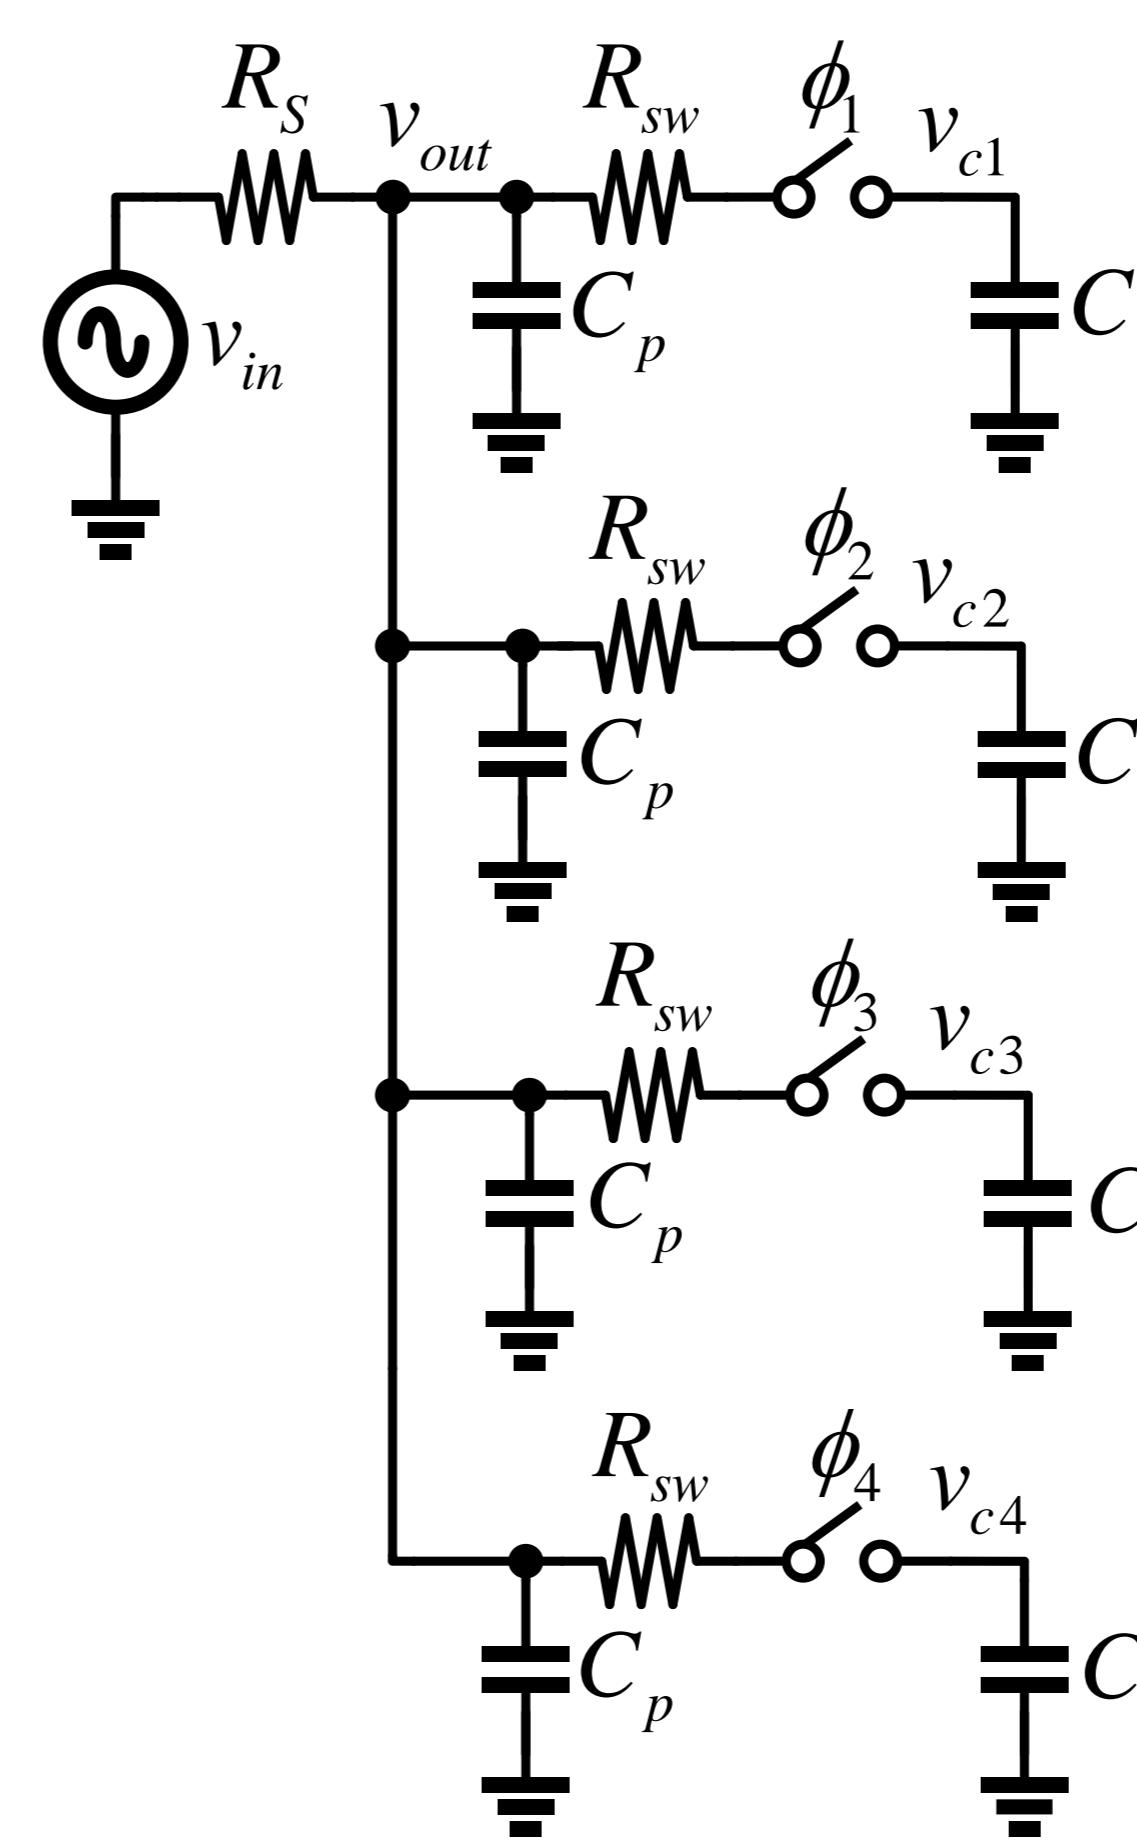 R_S
v_out
R_sw
ϕ_1
v_c1
v_in
C_p
C
R_sw
ϕ_2
v_c2
C_p
C
R_sw
ϕ_3
v_c3
C_p
C
R_sw
ϕ_4
v_c4
C_p
C